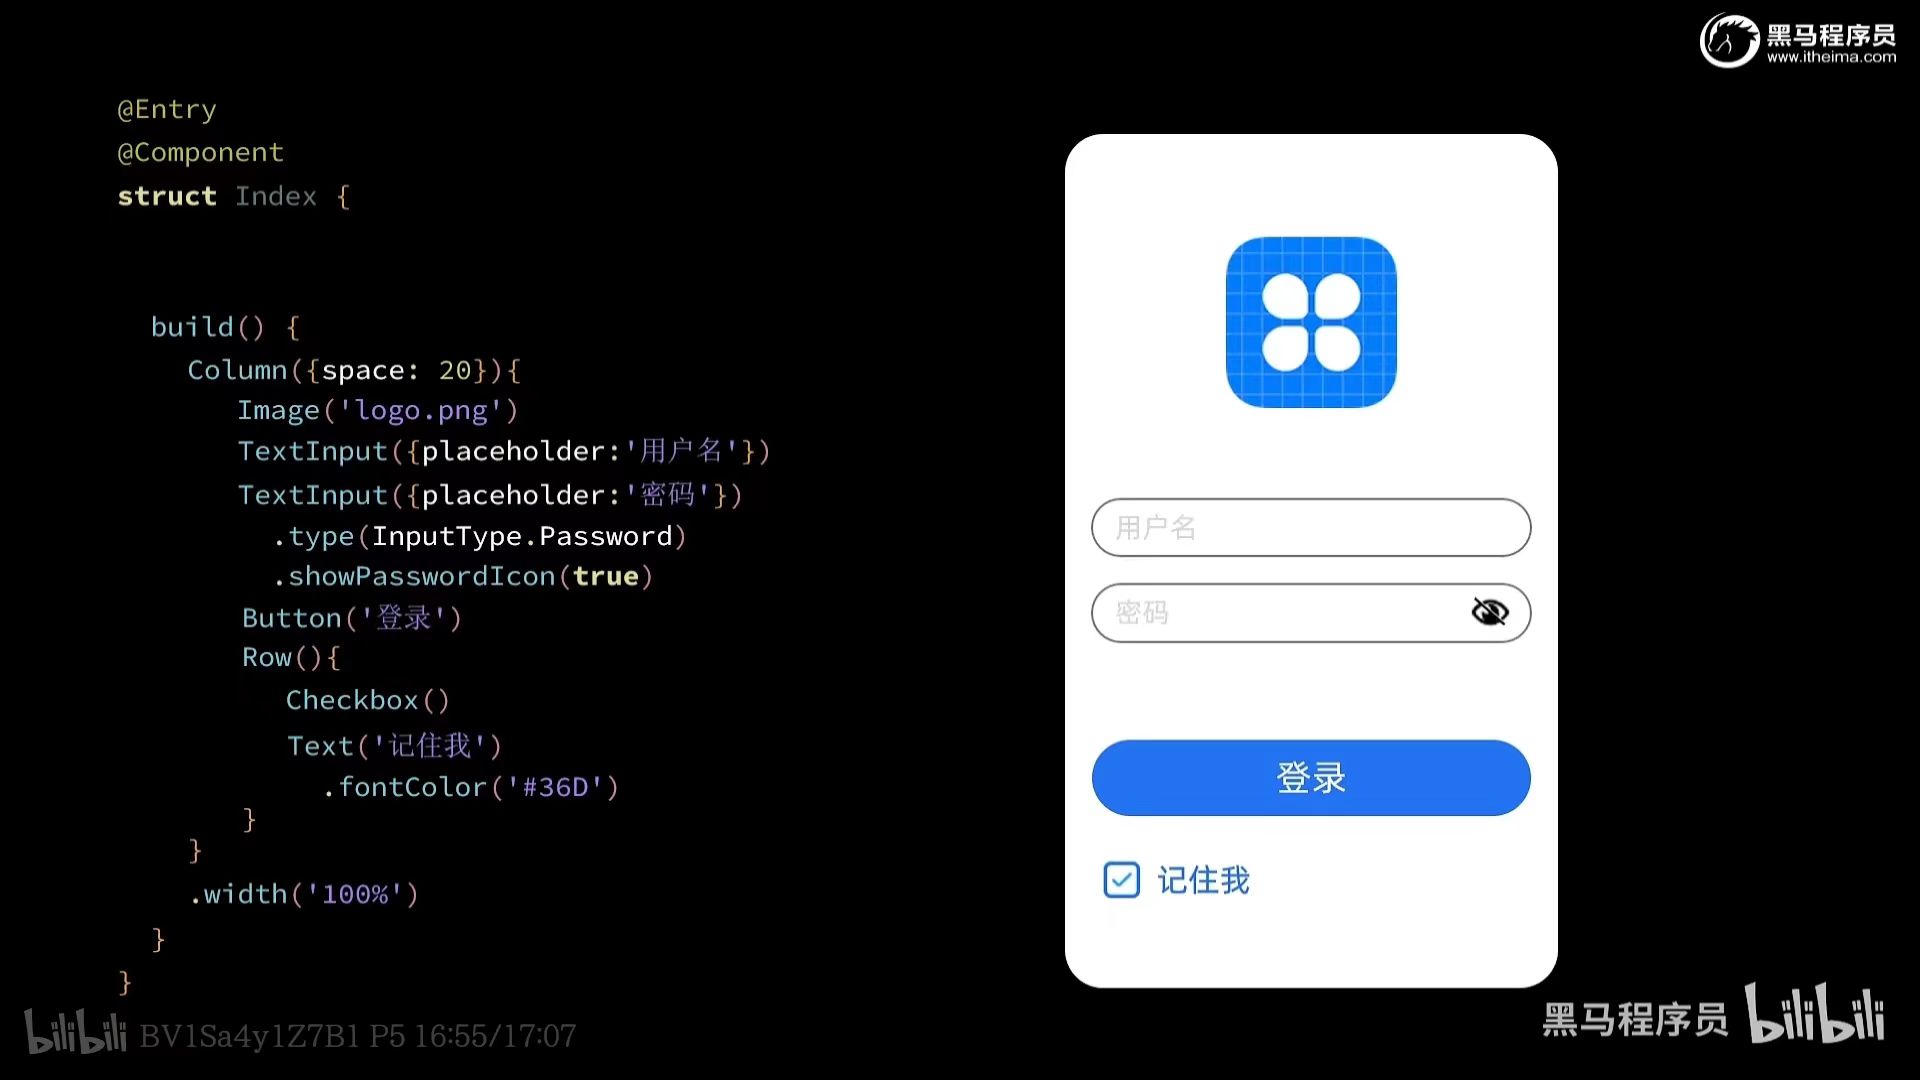 黑马程序员
www.itheima.com
@Entry
@Component
struct Index {
build() {
Column({space: 20}){
Image('logo.png')
TextInput({placeholder:'用户名'})
TextInput({placeholder:'密码'})
.type(InputType.Password)
.showPasswordIcon(true)
Button('登录')
Row(){
Checkbox()
Text('记住我')
.fontColor('#36D')
}
}
.width('100%')
}
}
用户名
密码
登录
记住我
bilibili BV1Sa4y1Z7B1 P5 16:55/17:07
黑马程序员 bilibili